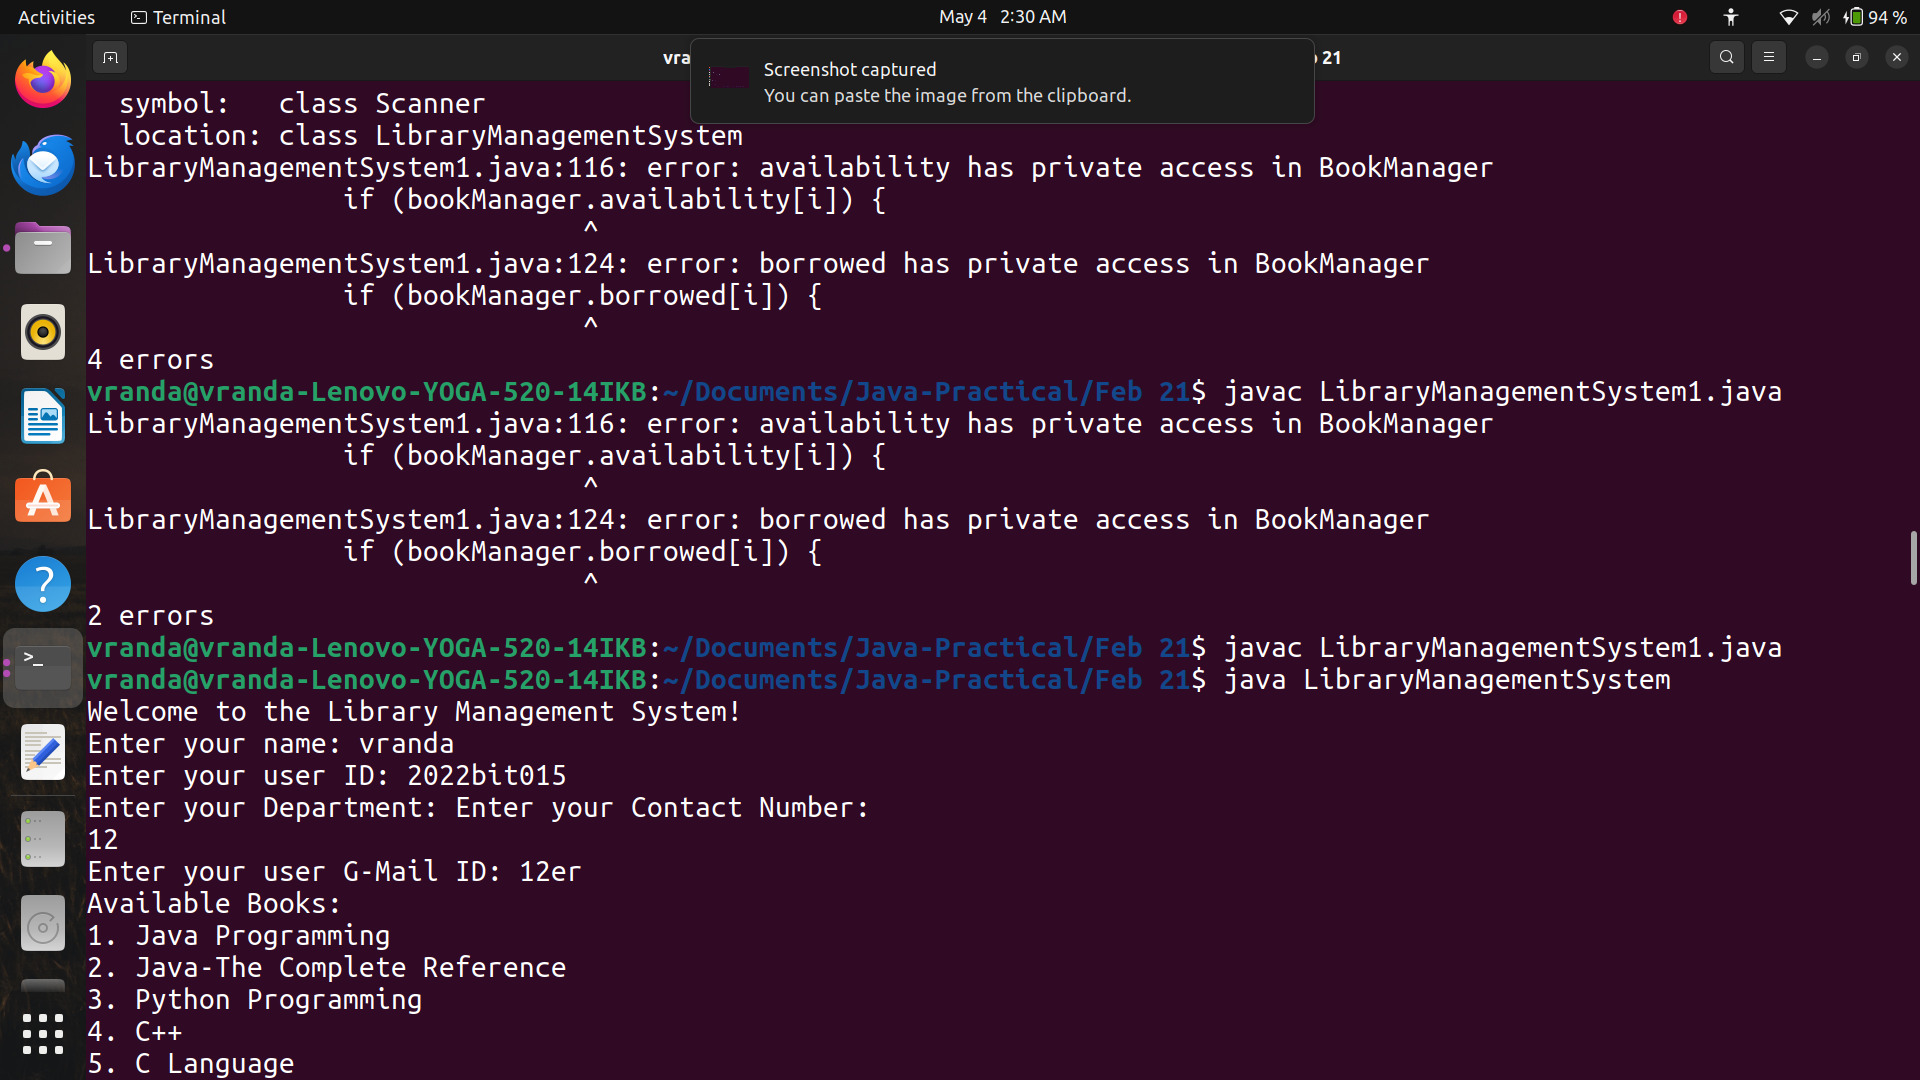 Activities
Terminal
May 4 2:30 AM
94 %
vra
21
Screenshot captured
You can paste the image from the clipboard.
symbol:   class Scanner
location: class LibraryManagementSystem
LibraryManagementSystem1.java:116: error: availability has private access in BookManager
                if (bookManager.availability[i]) {
                               ^
LibraryManagementSystem1.java:124: error: borrowed has private access in BookManager
                if (bookManager.borrowed[i]) {
                               ^
4 errors
vranda@vranda-Lenovo-YOGA-520-14IKB:~/Documents/Java-Practical/Feb 21$ javac LibraryManagementSystem1.java
LibraryManagementSystem1.java:116: error: availability has private access in BookManager
                if (bookManager.availability[i]) {
                               ^
LibraryManagementSystem1.java:124: error: borrowed has private access in BookManager
                if (bookManager.borrowed[i]) {
                               ^
2 errors
vranda@vranda-Lenovo-YOGA-520-14IKB:~/Documents/Java-Practical/Feb 21$ javac LibraryManagementSystem1.java
vranda@vranda-Lenovo-YOGA-520-14IKB:~/Documents/Java-Practical/Feb 21$ java LibraryManagementSystem
Welcome to the Library Management System!
Enter your name: vranda
Enter your user ID: 2022bit015
Enter your Department: Enter your Contact Number:
12
Enter your user G-Mail ID: 12er
Available Books:
1. Java Programming
2. Java-The Complete Reference
3. Python Programming
4. C++
5. C Language